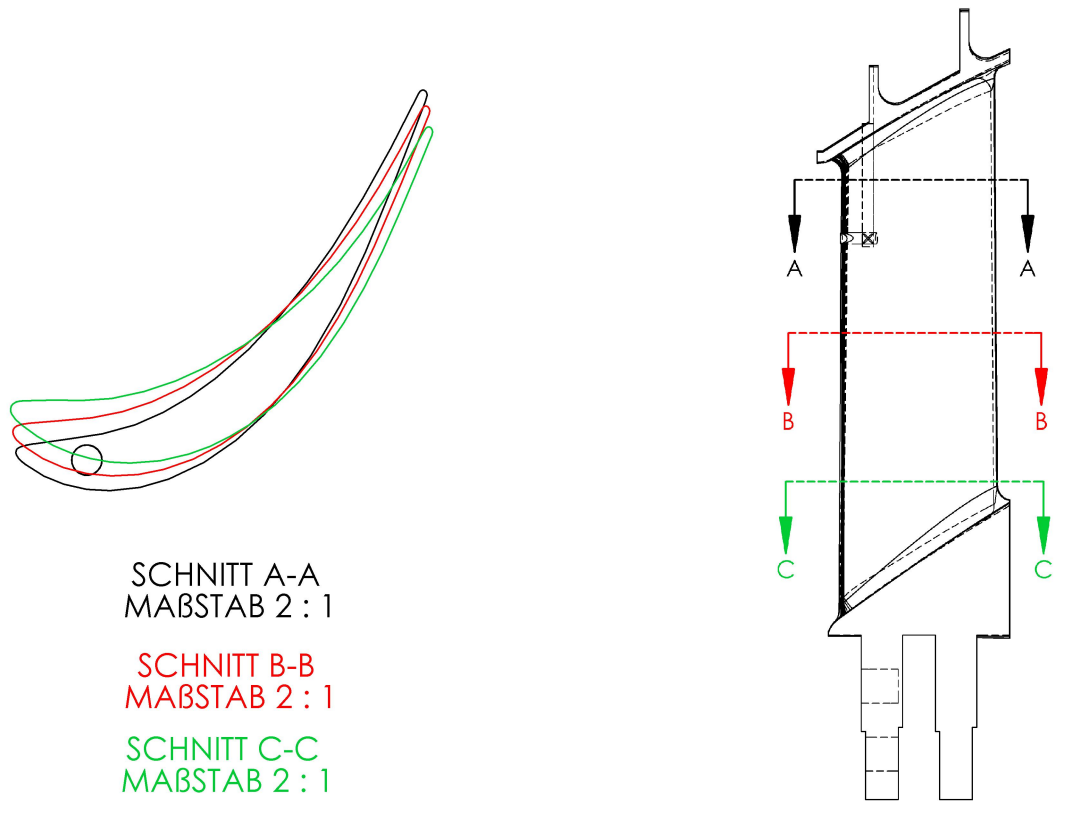 SCHNITT A-A
MAßSTAB 2 : 1
SCHNITT B-B
MAßSTAB 2 : 1
SCHNITT C-C
MAßSTAB 2 : 1
A A
B B
C C